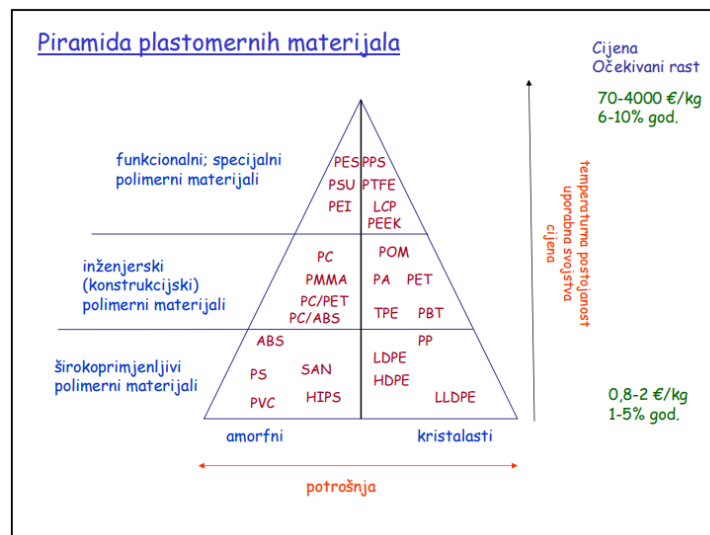 Piramida plastomernih materijala
Cijena
Očekivani rast
70-4000 €/kg
6-10% god.
funkcionalni; specijalni
polimerni materijali
PES PPS
PSU PTFE
PEI LCP
PEEK
temperaturna postojanost
uporabna svojstva
cijena
inženjerski
(konstrukcijski)
polimerni materijali
PC POM
PMMA PA PET
PC/PET
PC/ABS TPE PBT
širokoprimjenljivi
polimerni materijali
ABS PP
PS SAN LDPE
HDPE
PVC HIPS LLDPE
0,8-2 €/kg
1-5% god.
amorfni kristalasti
potrošnja